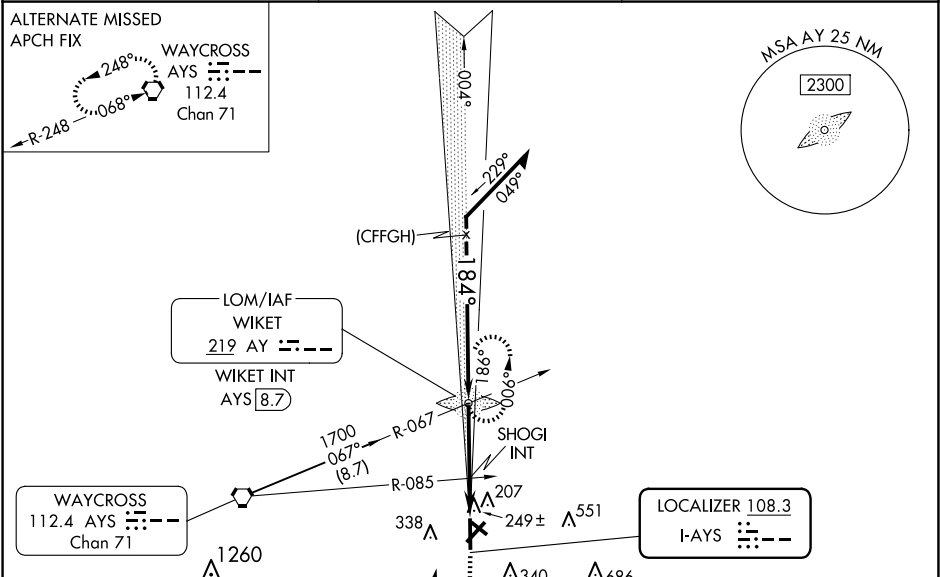 ALTERNATE MISSED
APCH FIX
WAYCROSS
AYS
112.4
Chan 71
248°
068°
R-248
004°
MSA AY 25 NM
2300
229°
049°
(CFFGH)
184°
LOM/IAF
WIKET
219 AY
WIKET INT
AYS 8.7
186°
006°
1700
067°
(8.7)
R-067
SHOGI
INT
R-085
WAYCROSS
112.4 AYS
Chan 71
207
338
249±
551
LOCALIZER 108.3
I-AYS
1260
340
686